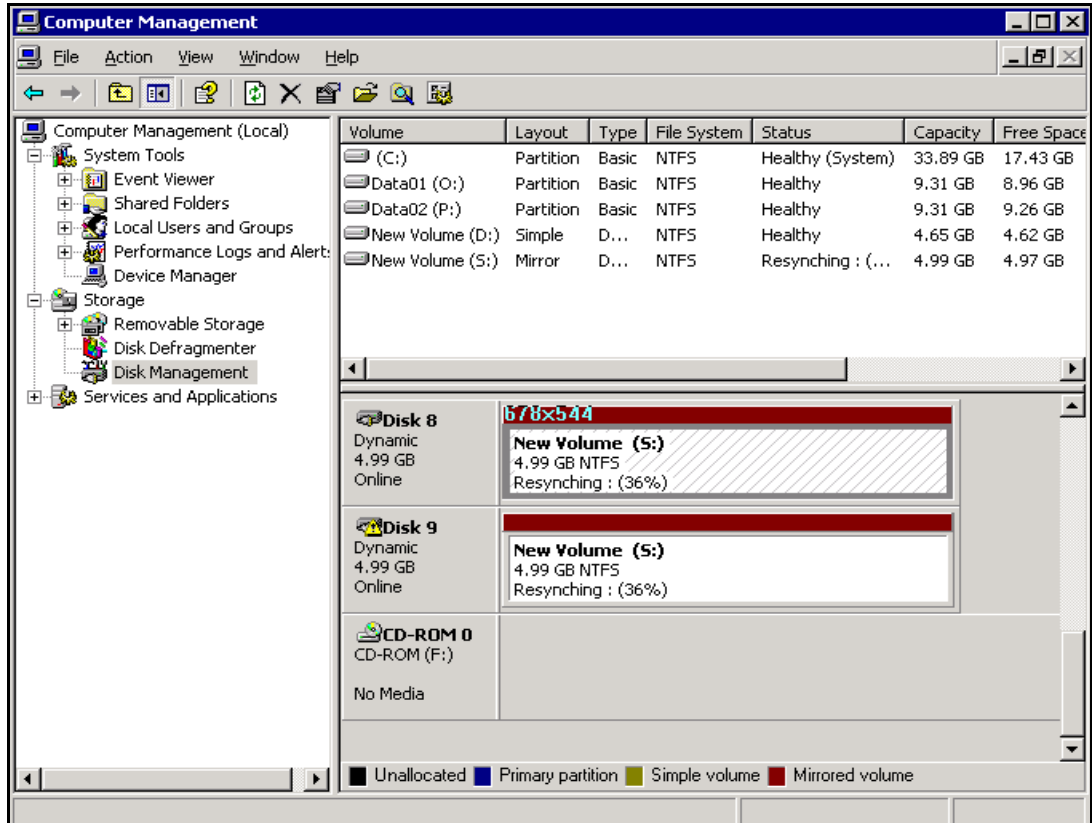 Computer Management
File Action View Window Help
Computer Management (Local)
System Tools
Event Viewer
Shared Folders
Local Users and Groups
Performance Logs and Alert:
Device Manager
Storage
Removable Storage
Disk Defragmenter
Disk Management
Services and Applications
Volume Layout Type File System Status Capacity Free Space
(C:) Partition Basic NTFS Healthy (System) 33.89 GB 17.43 GB
Data01 (O:) Partition Basic NTFS Healthy 9.31 GB 8.96 GB
Data02 (P:) Partition Basic NTFS Healthy 9.31 GB 9.26 GB
New Volume (D:) Simple D... NTFS Healthy 4.65 GB 4.62 GB
New Volume (S:) Mirror D... NTFS Resynching : (... 4.99 GB 4.97 GB
Disk 8
Dynamic
4.99 GB
Online
678x544
New Volume (S:)
4.99 GB NTFS
Resynching : (36%)
Disk 9
Dynamic
4.99 GB
Online
New Volume (S:)
4.99 GB NTFS
Resynching : (36%)
CD-ROM 0
CD-ROM (F:)
No Media
Unallocated Primary partition Simple volume Mirrored volume